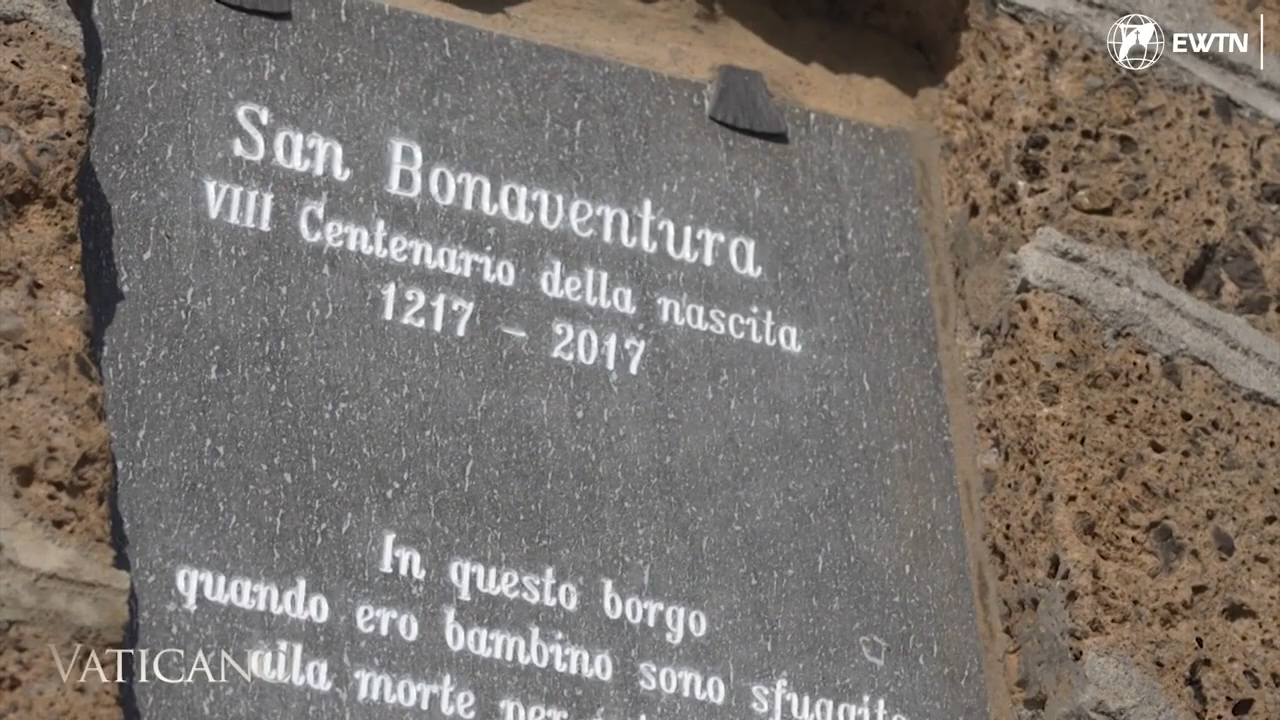 EWTN
San Bonaventura
VIII Centenario della nascita
1217 - 2017
In questo borgo
quando ero bambino sono sfuggito
alla morte per
VATICANO